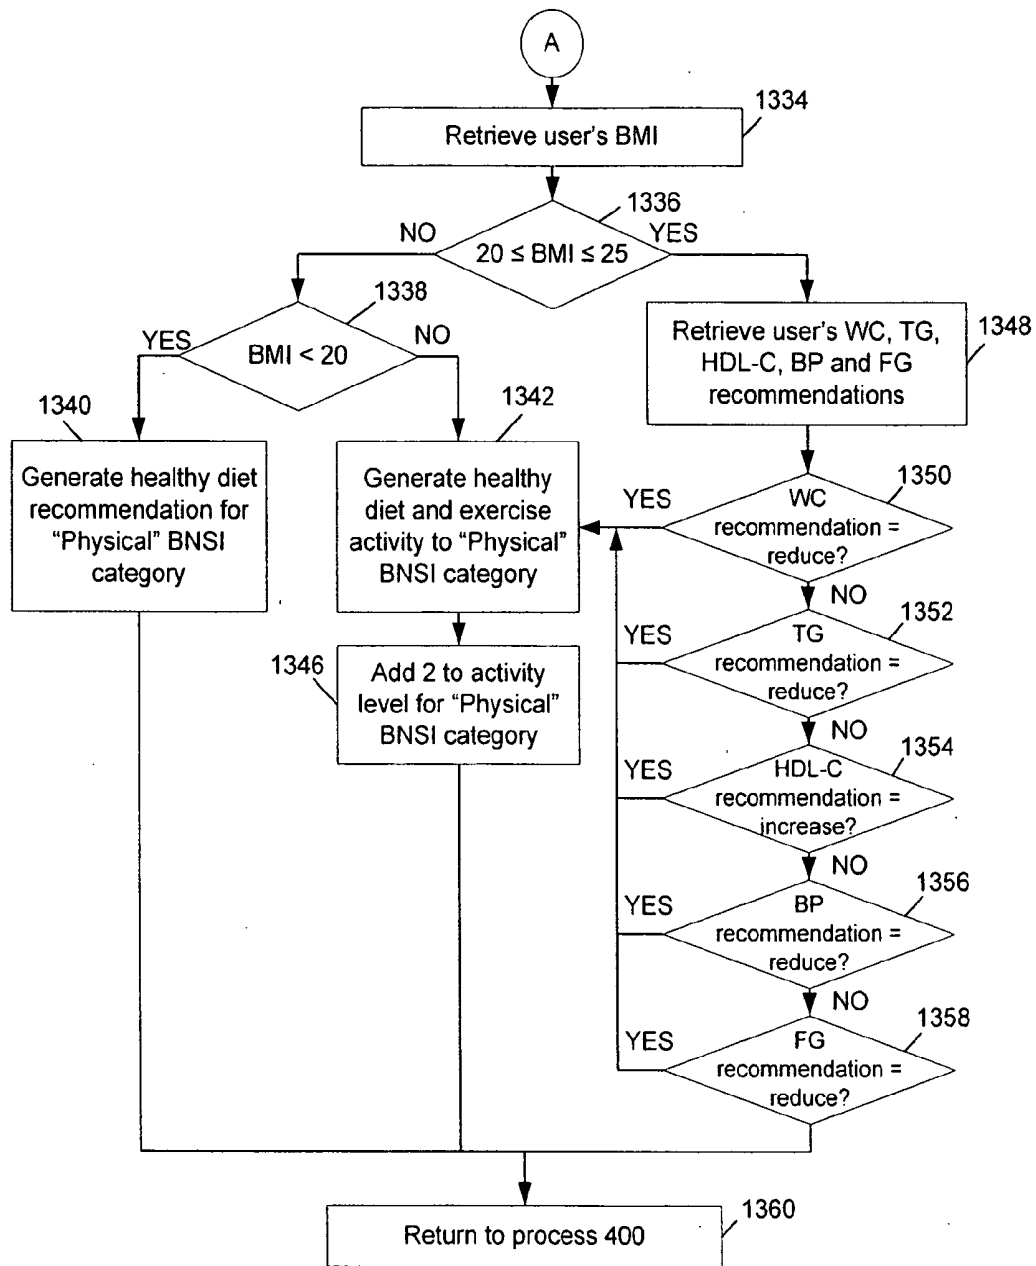 A
1334
Retrieve user's BMI
1336
NO
YES
20 ≤ BMI ≤ 25
1338
YES
NO
BMI < 20
1348
Retrieve user's WC, TG,
HDL-C, BP and FG
recommendations
1340
Generate healthy diet
recommendation for
“Physical” BNSI
category
1342
Generate healthy
diet and exercise
activity to “Physical”
BNSI category
1350
YES
WC
recommendation =
reduce?
NO
1346
Add 2 to activity
level for “Physical”
BNSI category
1352
YES
TG
recommendation =
reduce?
NO
1354
YES
HDL-C
recommendation =
increase?
NO
1356
YES
BP
recommendation =
reduce?
NO
1358
YES
FG
recommendation =
reduce?
1360
Return to process 400